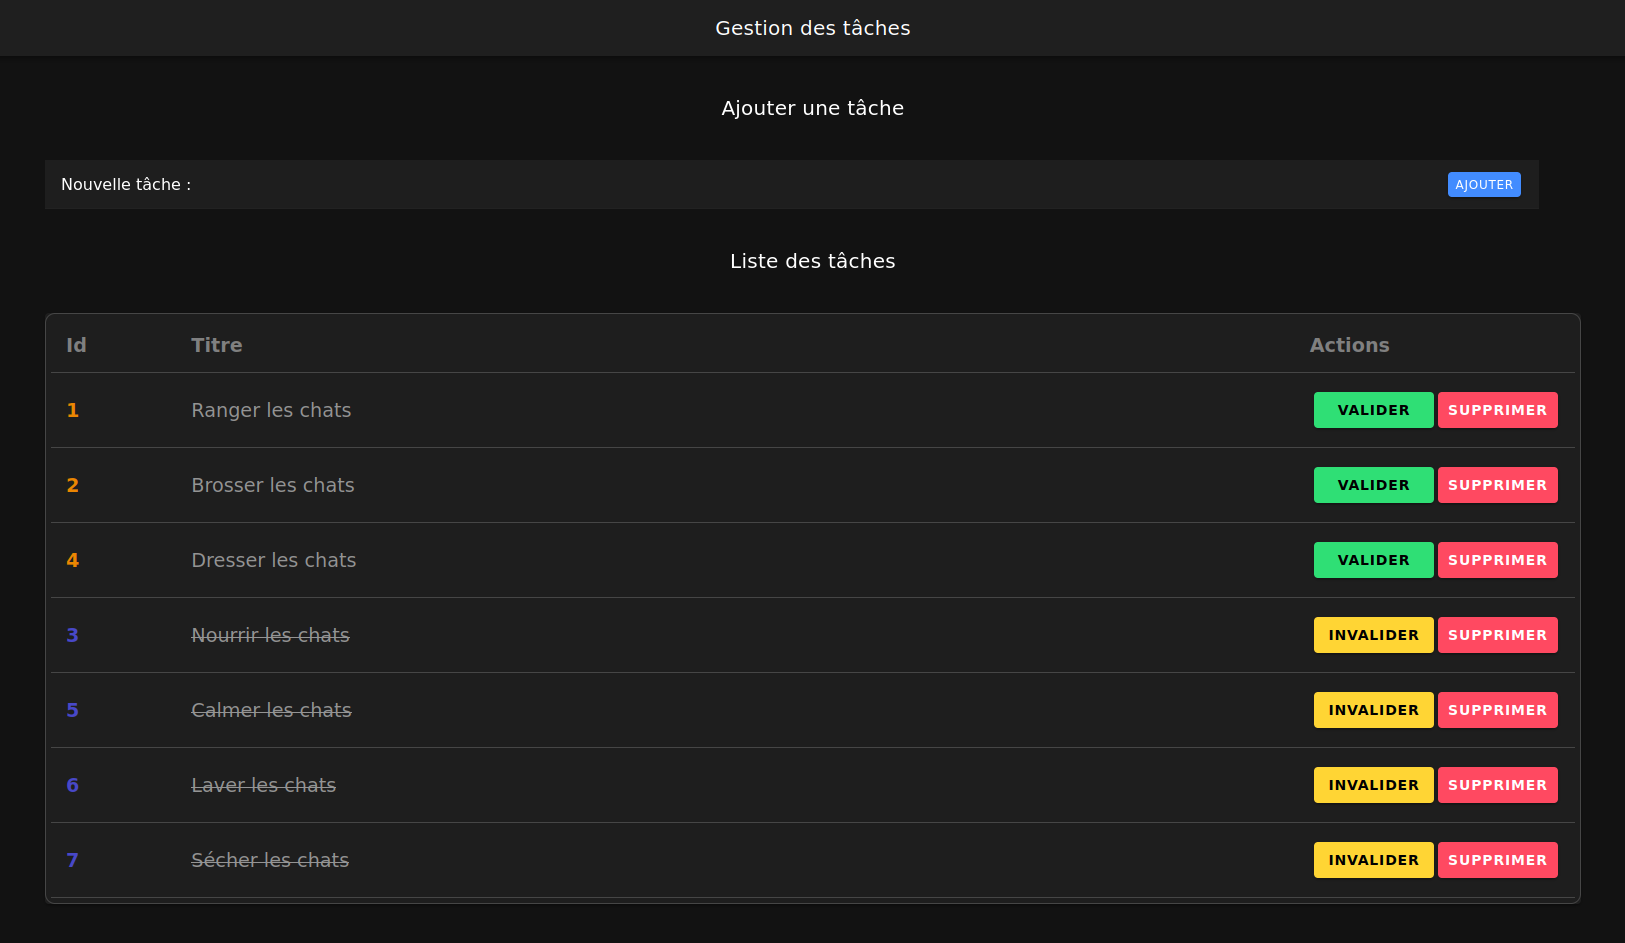 Gestion des tâches
Ajouter une tâche
Nouvelle tâche : AJOUTER
Liste des tâches
Id Titre Actions
1 Ranger les chats VALIDER SUPPRIMER
2 Brosser les chats VALIDER SUPPRIMER
4 Dresser les chats VALIDER SUPPRIMER
3 Nourrir les chats INVALIDER SUPPRIMER
5 Calmer les chats INVALIDER SUPPRIMER
6 Laver les chats INVALIDER SUPPRIMER
7 Sécher les chats INVALIDER SUPPRIMER